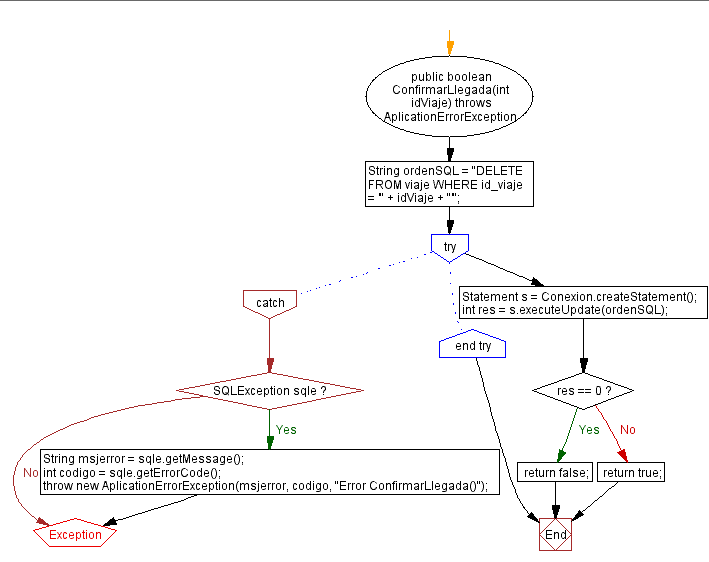 public boolean
ConfirmarLlegada(int
idViaje) throws
AplicationErrorException
String ordenSQL = "DELETE
FROM viaje WHERE id_viaje
= '" + idViaje + "'";
try
catch
Statement s = Conexion.createStatement();
int res = s.executeUpdate(ordenSQL);
end try
SQLException sqle ?
res == 0 ?
Yes
Yes
No
String msjerror = sqle.getMessage();
int codigo = sqle.getErrorCode();
throw new AplicationErrorException(msjerror, codigo, "Error ConfirmarLlegada()");
No
return false;
return true;
Exception
End